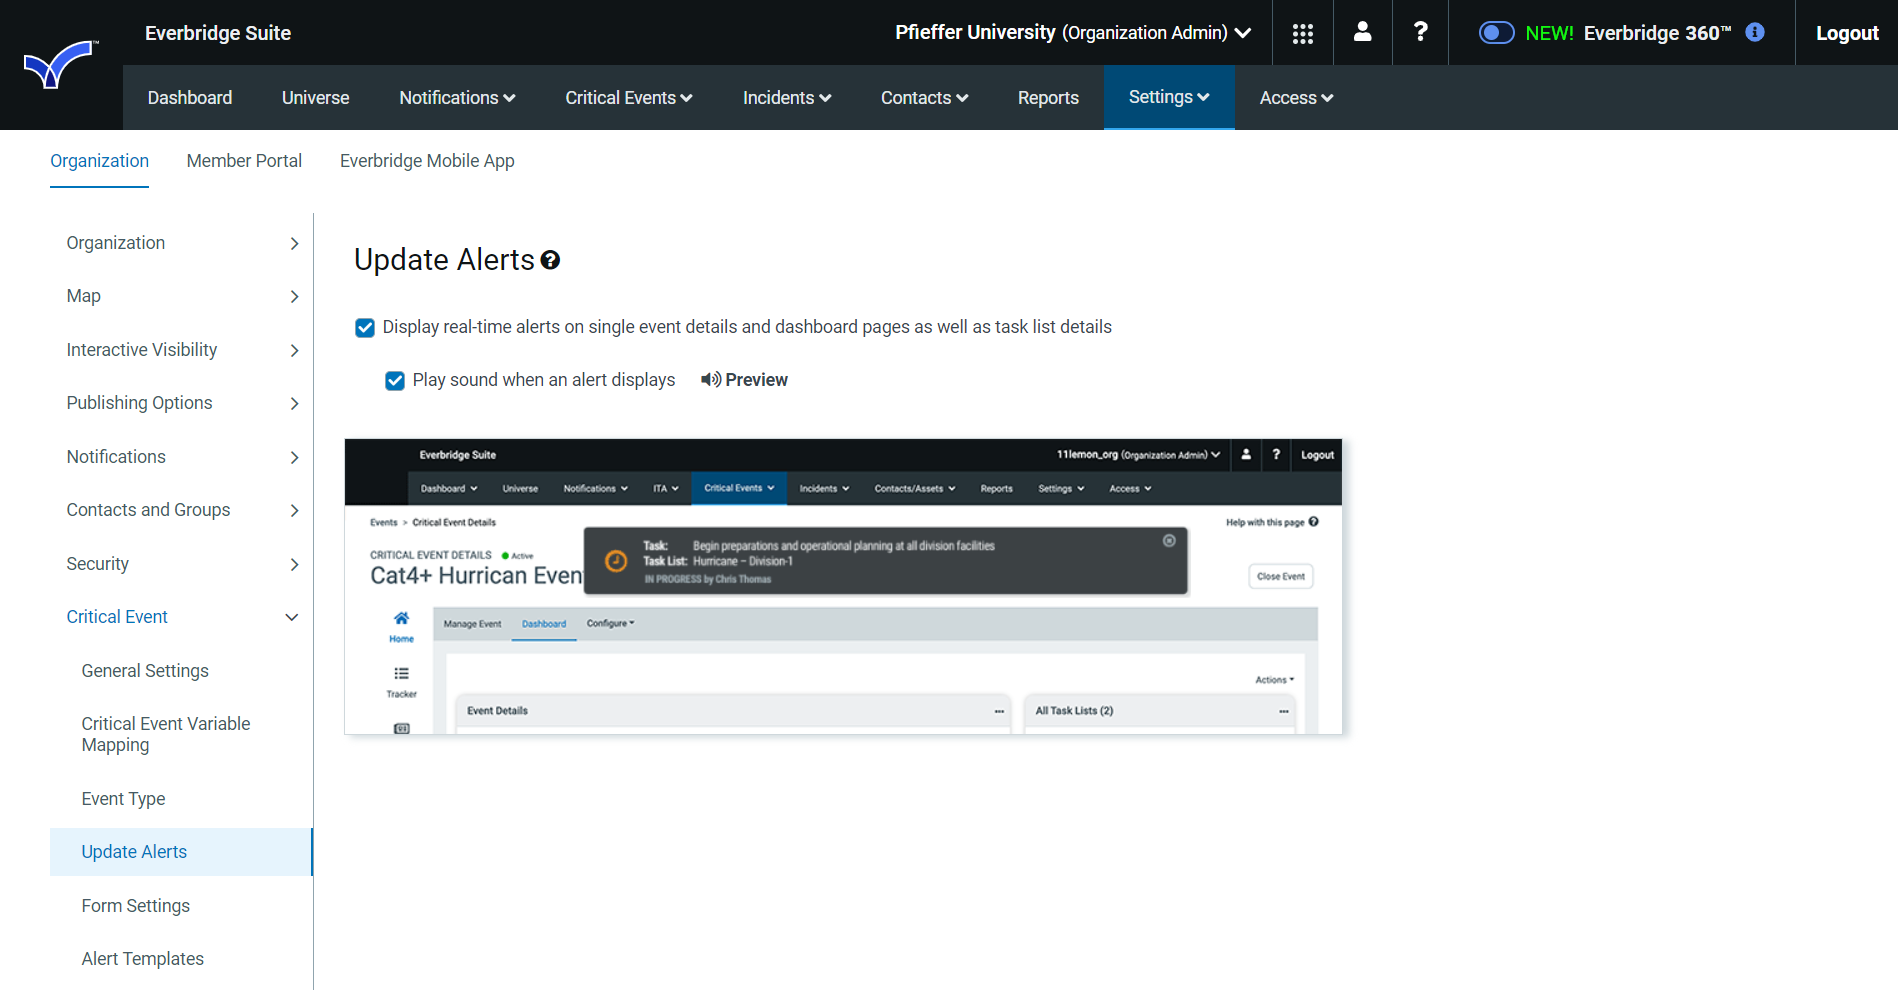 Everbridge Suite
Pfieffer University (Organization Admin)
?
NEW! Everbridge 360™
Logout
Dashboard
Universe
Notifications
Critical Events
Incidents
Contacts
Reports
Settings
Access
Organization
Member Portal
Everbridge Mobile App
Organization
Map
Interactive Visibility
Publishing Options
Notifications
Contacts and Groups
Security
Critical Event
General Settings
Critical Event Variable
Mapping
Event Type
Update Alerts
Form Settings
Alert Templates
Update Alerts
Display real-time alerts on single event details and dashboard pages as well as task list details
Play sound when an alert displays
Preview
Everbridge Suite
11lemon_org (Organization Admin)
?
Logout
Dashboard
Universe
Notifications
ITA
Critical Events
Incidents
Contacts/Assets
Reports
Settings
Access
Events > Critical Event Details
Help with this page
CRITICAL EVENT DETAILS
Active
Cat4+ Hurrican Even
Task: Begin preparations and operational planning at all division facilities
Task List: Hurricane – Division-1
IN PROGRESS by Chris Thomas
Close Event
Home
Tracker
Manage Event
Dashboard
Configure
Actions
Event Details
All Task Lists (2)